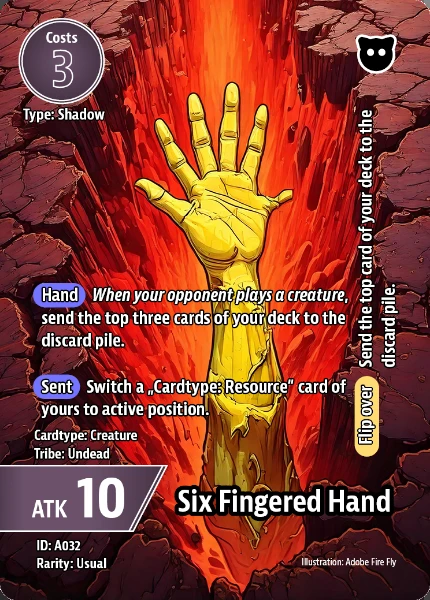 Costs
3
Type: Shadow
Hand When your opponent plays a creature,
send the top three cards of your deck to the
discard pile.
Sent Switch a „Cardtype: Resource“ card of
yours to active position.
Cardtype: Creature
Tribe: Undead
Flip over Send the top card of your deck to the
discard pile.
ATK 10
Six Fingered Hand
ID: A032
Rarity: Usual
Illustration: Adobe Fire Fly